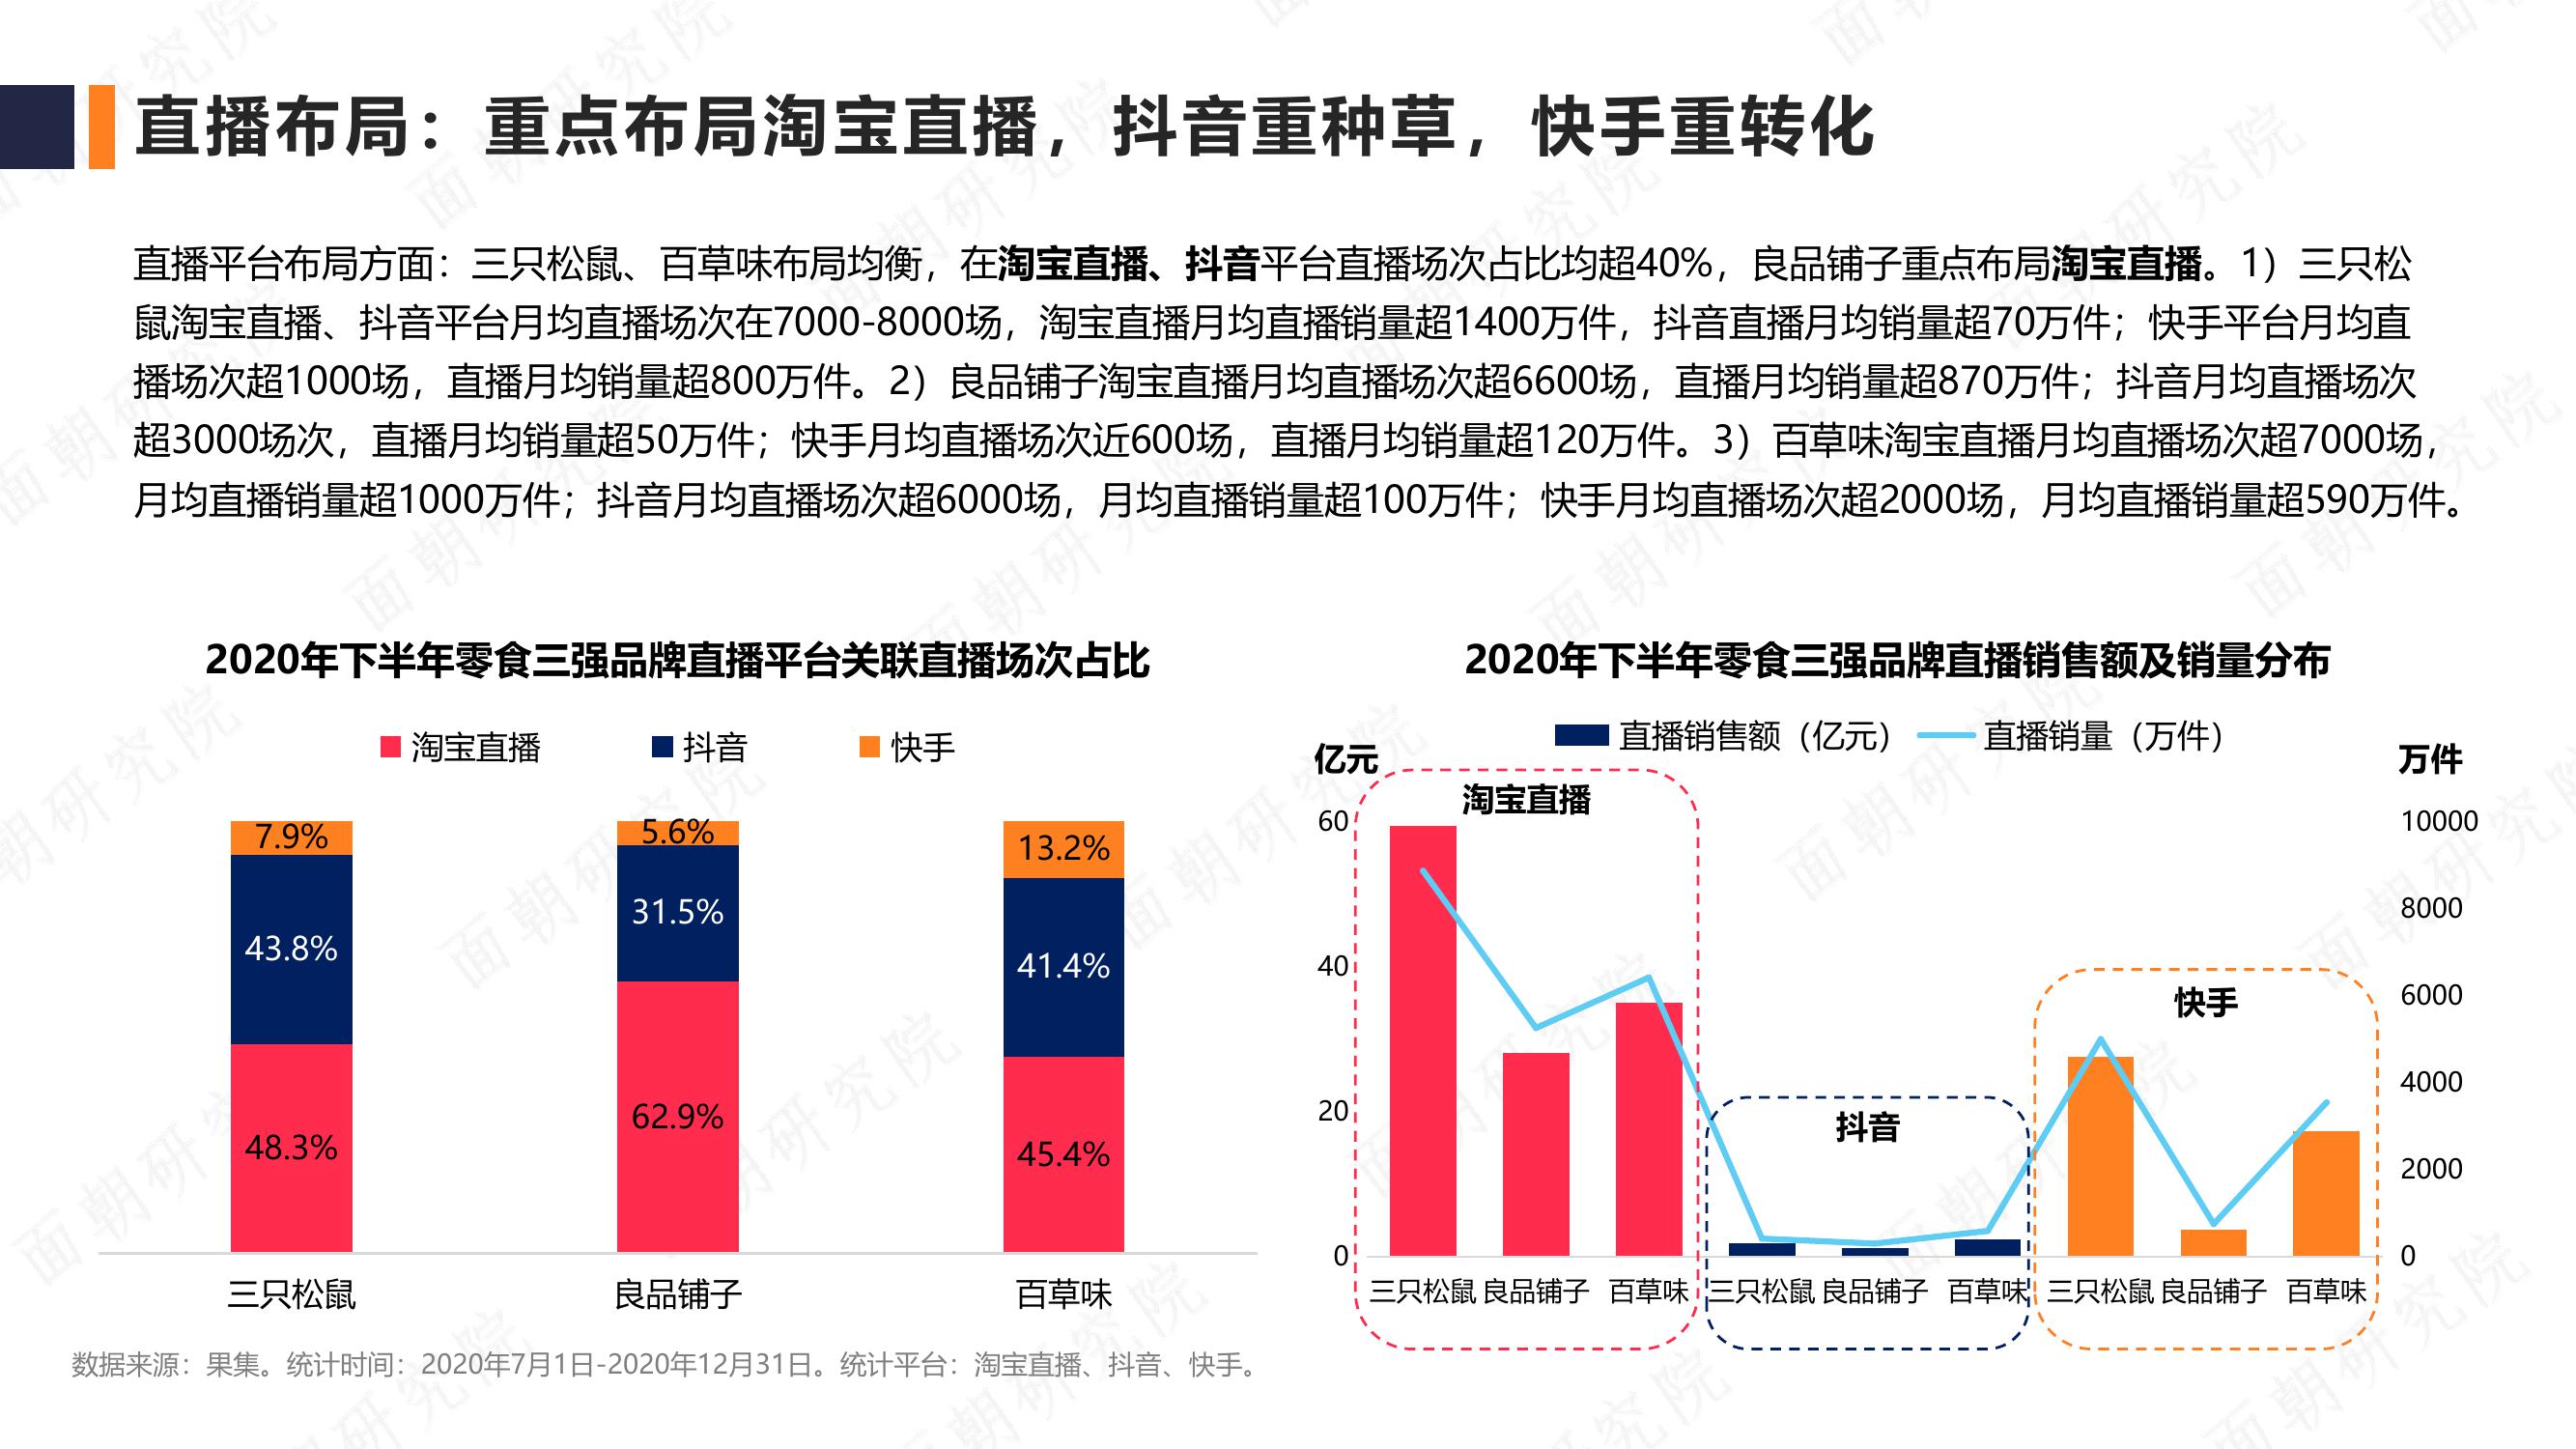 直播布局：重点布局淘宝直播，抖音重种草，快手重转化
直播平台布局方面：三只松鼠、百草味布局均衡，在淘宝直播、抖音平台直播场次占比均超40%，良品铺子重点布局淘宝直播。1）三只松
鼠淘宝直播、抖音平台月均直播场次在7000-8000场，淘宝直播月均直播销量超1400万件，抖音直播月均销量超70万件；快手平台月均直
播场次超1000场，直播月均销量超800万件。2）良品铺子淘宝直播月均直播场次超6600场，直播月均销量超870万件；抖音月均直播场次
超3000场次，直播月均销量超50万件；快手月均直播场次近600场，直播月均销量超120万件。3）百草味淘宝直播月均直播场次超7000场，
月均直播销量超1000万件；抖音月均直播场次超6000场，月均直播销量超100万件；快手月均直播场次超2000场，月均直播销量超590万件。
2020年下半年零食三强品牌直播平台关联直播场次占比
淘宝直播 抖音 快手
7.9% 5.6% 13.2%
43.8% 31.5% 41.4%
48.3% 62.9% 45.4%
三只松鼠 良品铺子 百草味
2020年下半年零食三强品牌直播销售额及销量分布
直播销售额（亿元） 直播销量（万件）
亿元
万件
淘宝直播
抖音
快手
60
40
20
0
10000
8000
6000
4000
2000
0
三只松鼠 良品铺子 百草味 三只松鼠 良品铺子 百草味 三只松鼠 良品铺子 百草味
数据来源：果集。统计时间：2020年7月1日-2020年12月31日。统计平台：淘宝直播、抖音、快手。
面朝研究院